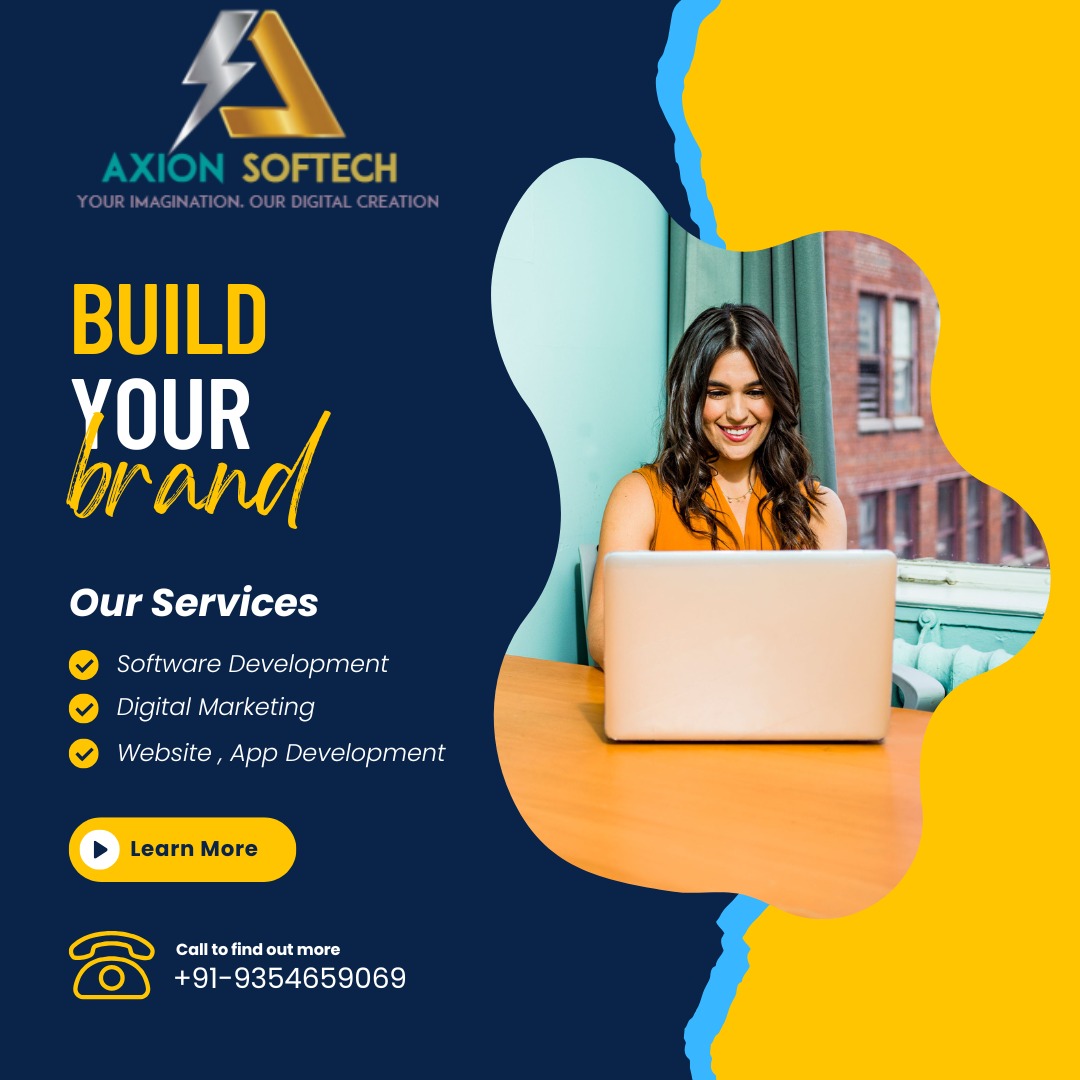 AXION SOFTECH
YOUR IMAGINATION. OUR DIGITAL CREATION
BUILD
YOUR
brand
Our Services
Software Development
Digital Marketing
Website , App Development
Learn More
Call to find out more
+91-9354659069